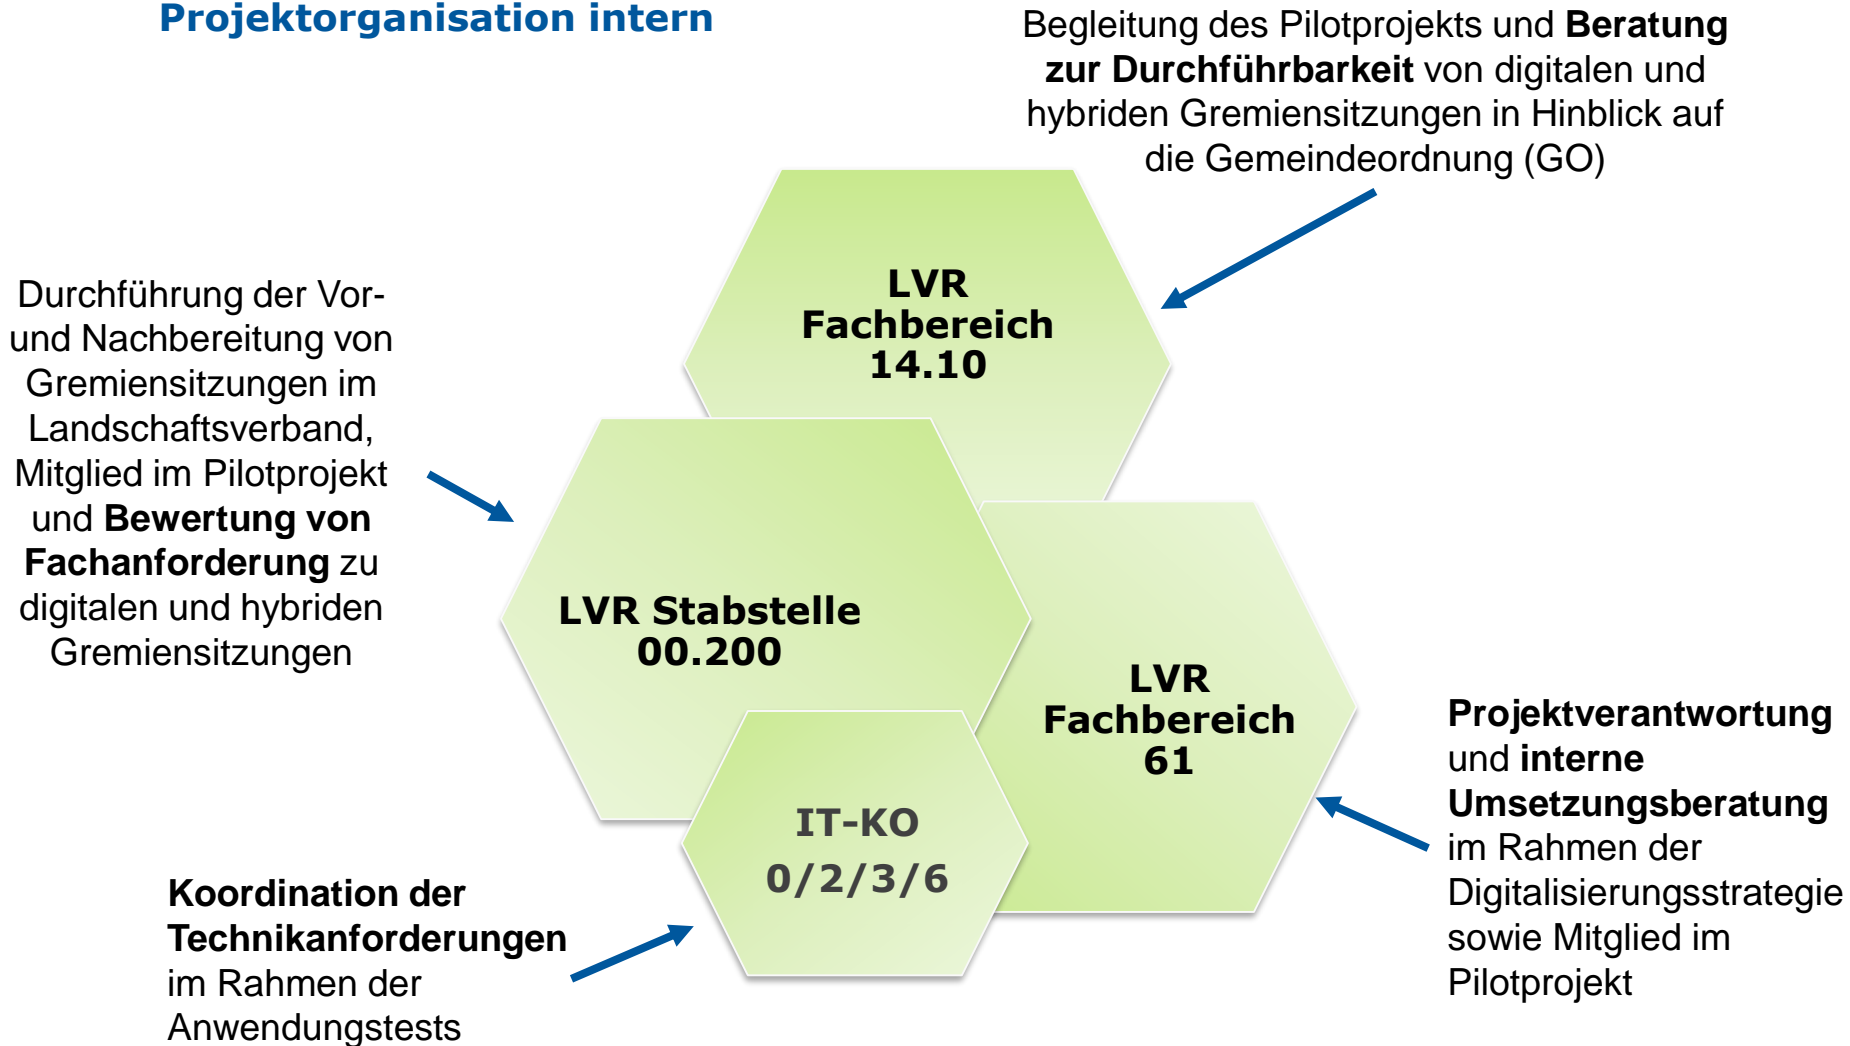 Projektorganisation intern
Begleitung des Pilotprojekts und Beratung
zur Durchführbarkeit von digitalen und
hybriden Gremiensitzungen in Hinblick auf
die Gemeindeordnung (GO)
LVR
Fachbereich
14.10
Durchführung der Vor-
und Nachbereitung von
Gremiensitzungen im
Landschaftsverband,
Mitglied im Pilotprojekt
und Bewertung von
Fachanforderung zu
digitalen und hybriden
Gremiensitzungen
LVR Stabstelle
00.200
LVR
Fachbereich
61
Projektverantwortung
und interne
Umsetzungsberatung
im Rahmen der
Digitalisierungsstrategie
sowie Mitglied im
Pilotprojekt
IT-KO
0/2/3/6
Koordination der
Technikanforderungen
im Rahmen der
Anwendungstests